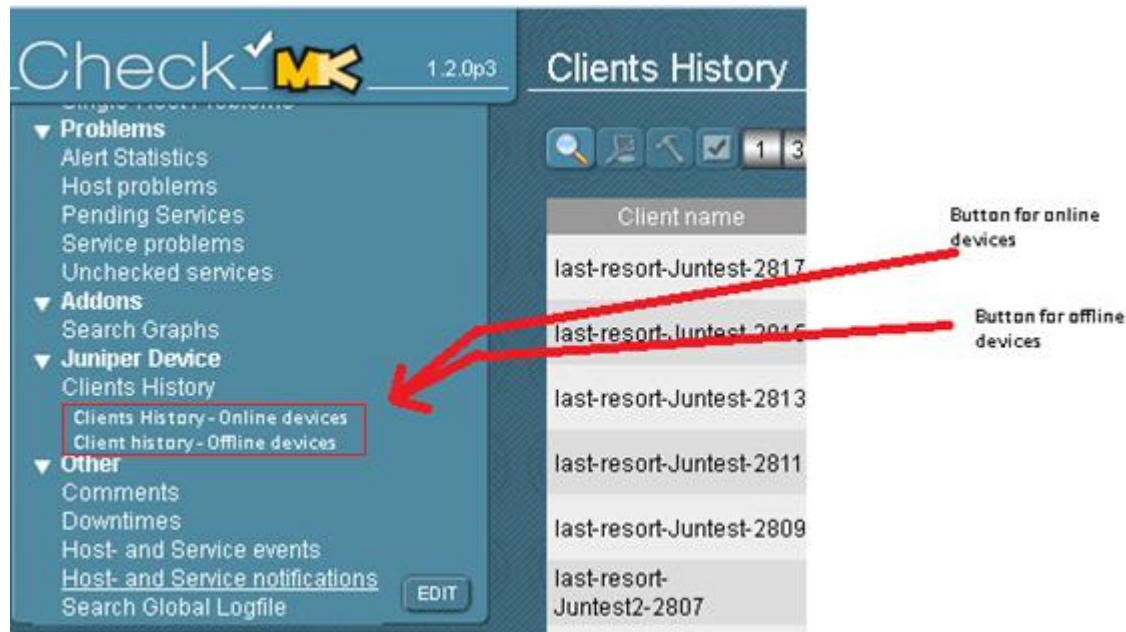 Check_MK 1.2.0p3
Clients History
Problems
Alert Statistics
Host problems
Pending Services
Service problems
Unchecked services
Addons
Search Graphs
Juniper Device
Clients History
Clients History - Online devices
Client history - Offline devices
Other
Comments
Downtimes
Host- and Service events
Host- and Service notifications
Search Global Logfile
EDIT
1 3
Client name
last-resort-Juntest-2817
last-resort-Juntest-
last-resort-Juntest-2813
last-resort-Juntest-2811
last-resort-Juntest-2809
last-resort-
Juntest2-2807
Button for online
devices
Button for offline
devices